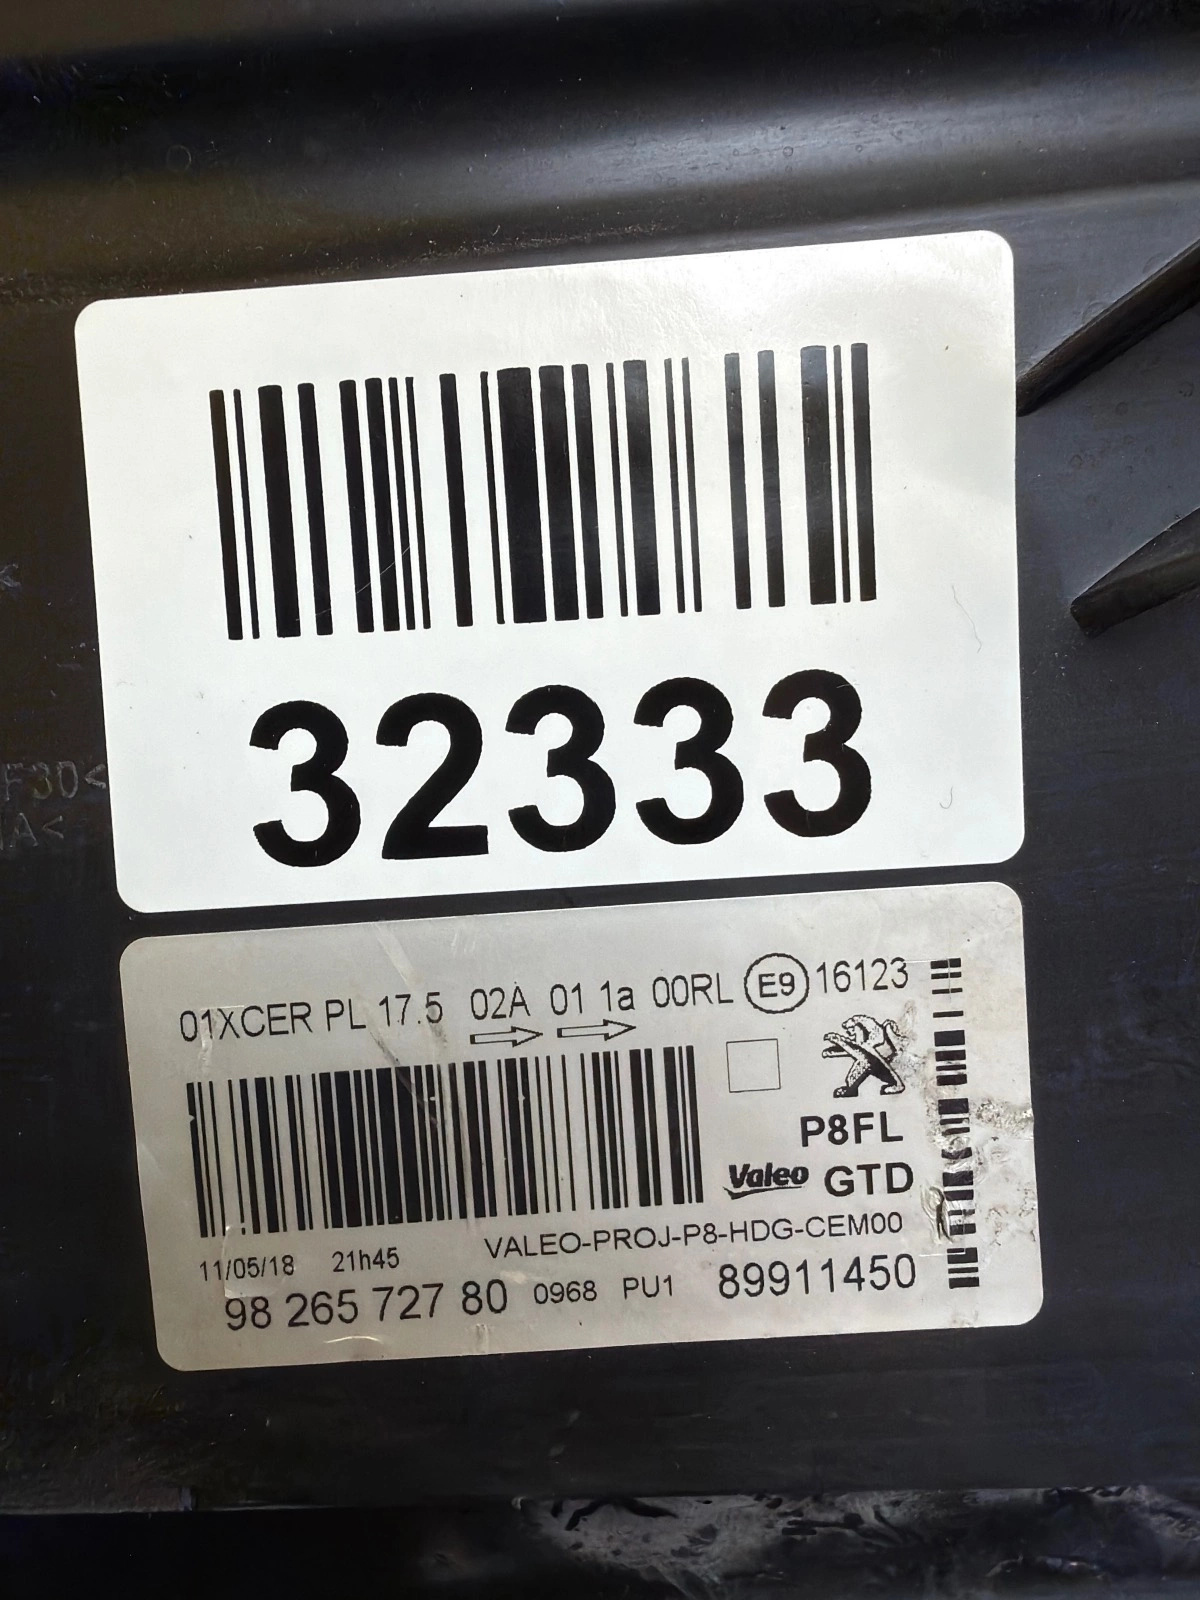 32333
F30<
A<
01XCER PL 17.5 02A 01 1a 00RL E9 16123
P8FL
Valeo GTD
VALEO-PROJ-P8-HDG-CEM00
11/05/18 21h45
98 265 727 80 0968 PU1 89911450